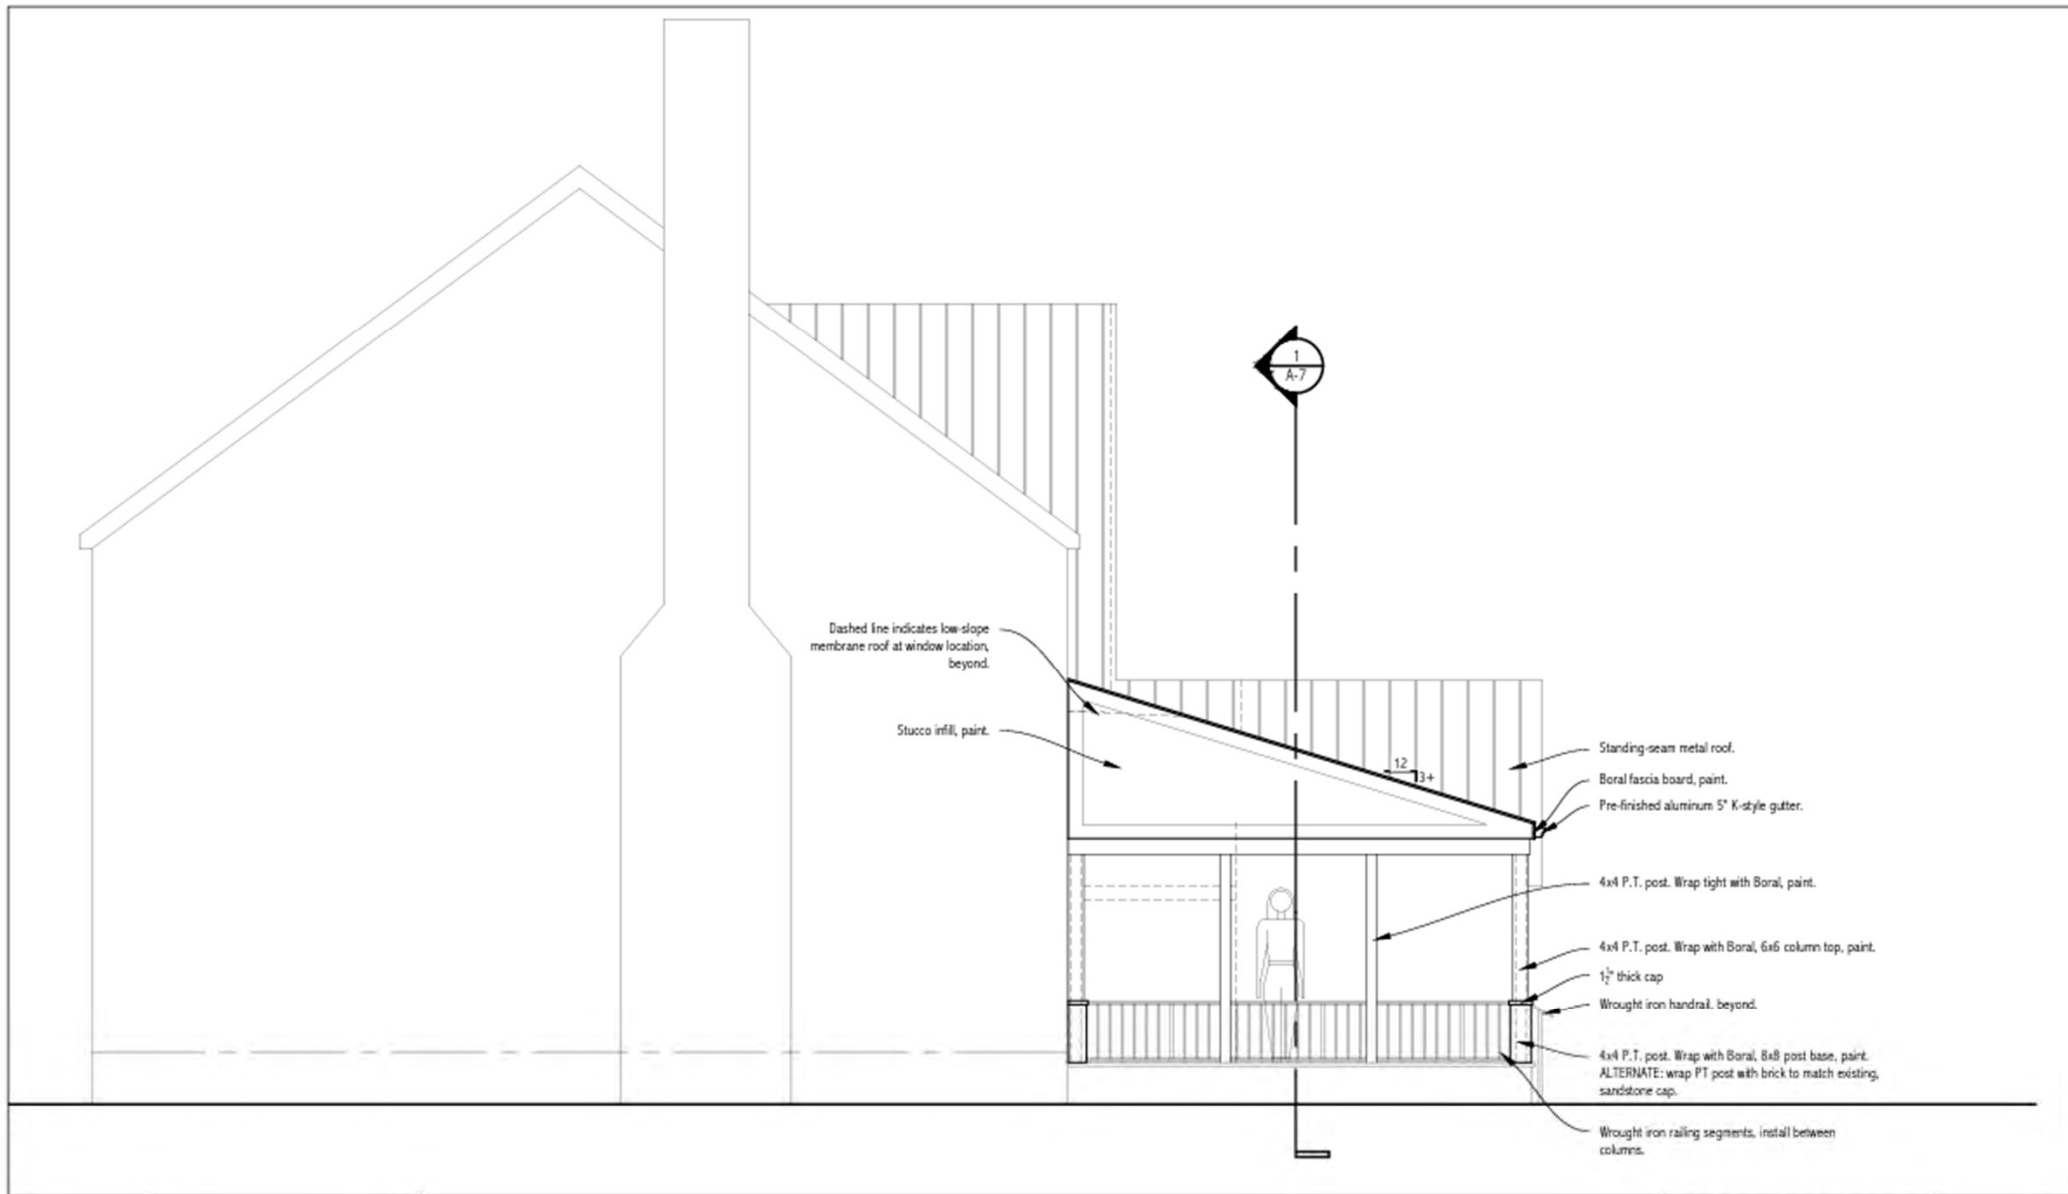 1
A-7
Dashed line indicates low-slope
membrane roof at window location,
beyond.
Stucco infill, paint.
12
3+
Standing-seam metal roof.
Boral fascia board, paint.
Pre-finished aluminum 5" K-style gutter.
4x4 P.T. post. Wrap tight with Boral, paint.
4x4 P.T. post. Wrap with Boral, 6x6 column top, paint.
1½" thick cap
Wrought iron handrail, beyond.
4x4 P.T. post. Wrap with Boral, 8x8 post base, paint.
ALTERNATE: wrap PT post with brick to match existing,
sandstone cap.
Wrought iron railing segments, install between
columns.